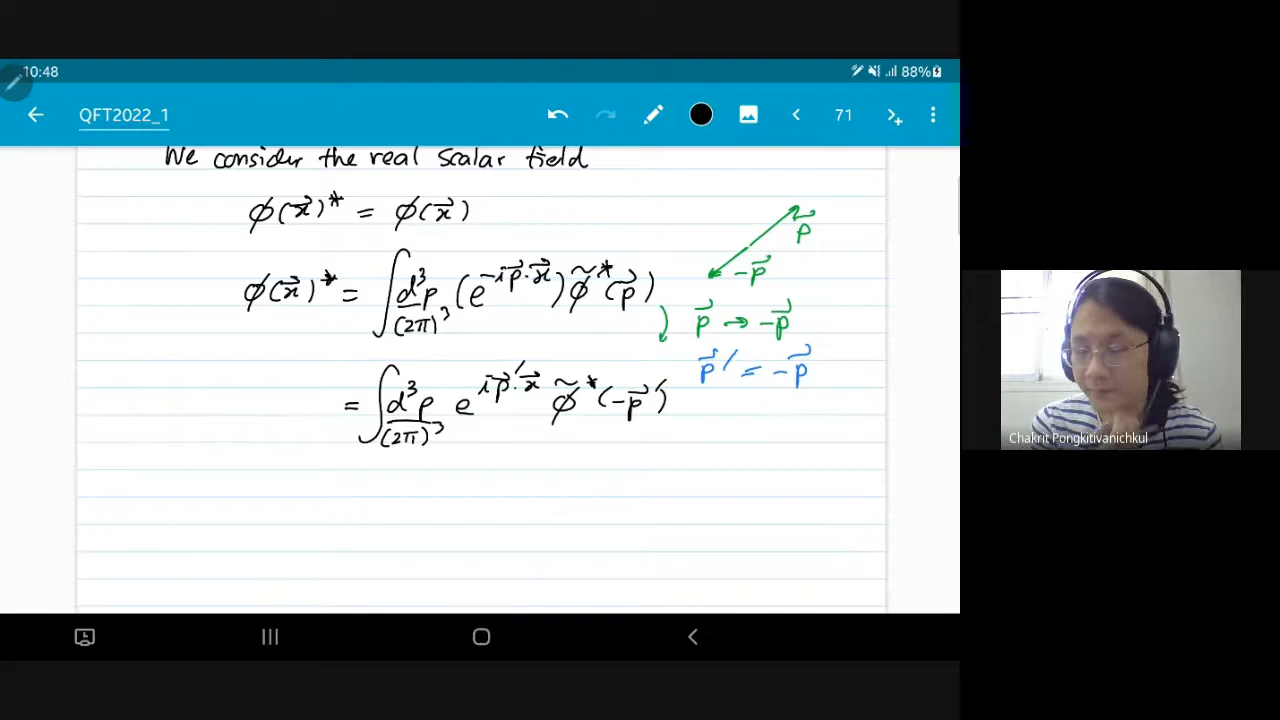 10:48
88%
QFT2022_1
71
We consider the real scalar field
ϕ(x⃗)* = ϕ(x⃗)
p⃗
-p⃗
ϕ(x⃗)* = ∫ d³p/(2π)³ (e^{-ip⃗·x⃗}) ϕ̃*(p⃗)
p⃗ → -p⃗
p⃗′ = -p⃗
= ∫ d³p/(2π)³ e^{ip⃗′·x⃗} ϕ̃*(-p⃗′)
Chakrit Pongkitivanichkul